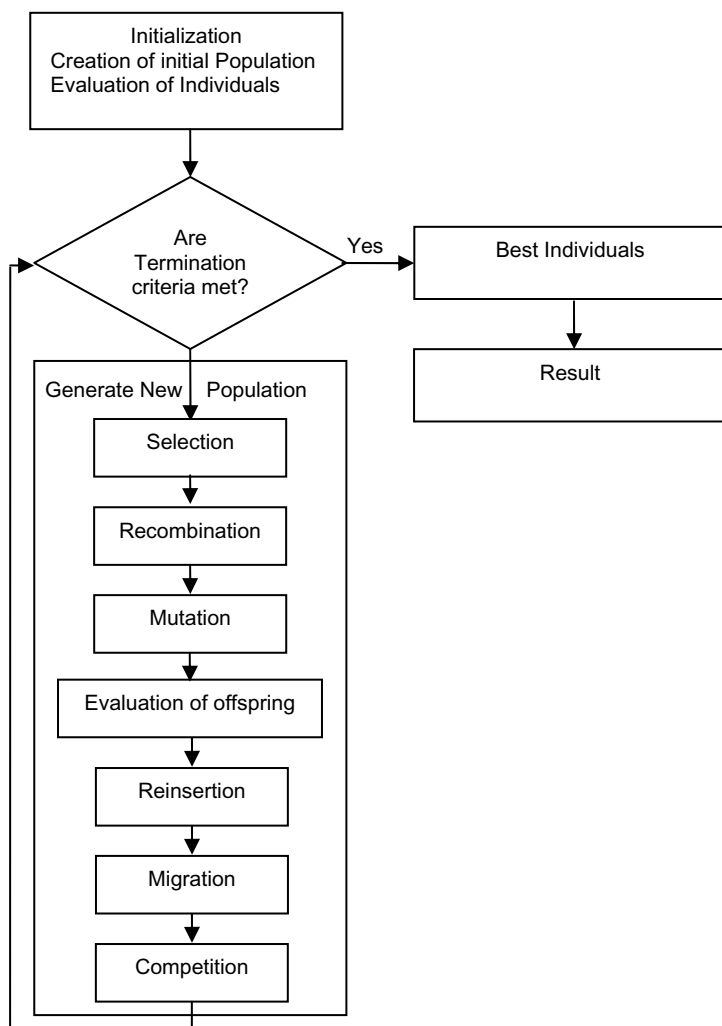 Initialization
Creation of initial Population
Evaluation of Individuals
Are
Termination
criteria met?
Yes
Best Individuals
Result
Generate New Population
Selection
Recombination
Mutation
Evaluation of offspring
Reinsertion
Migration
Competition